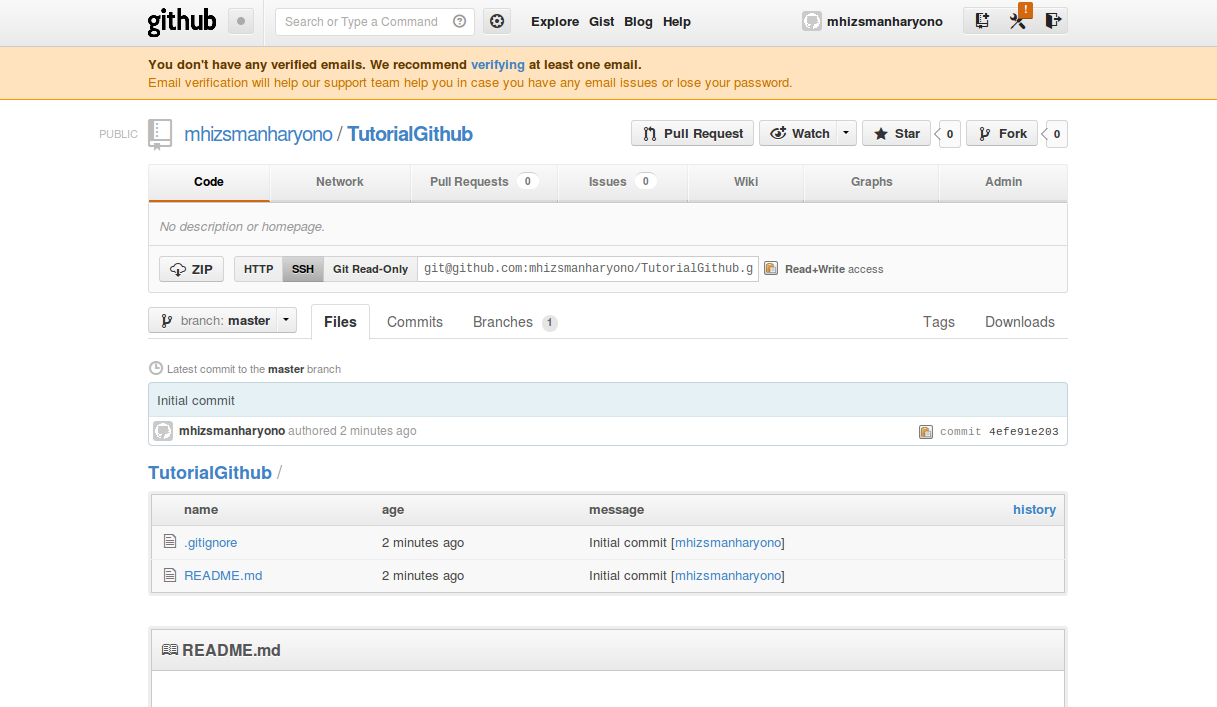 github Search or Type a Command Explore Gist Blog Help mhizsmanharyono !
You don't have any verified emails. We recommend verifying at least one email.
Email verification will help our support team help you in case you have any email issues or lose your password.
PUBLIC mhizsmanharyono / TutorialGithub Pull Request Watch Star 0 Fork 0
Code Network Pull Requests 0 Issues 0 Wiki Graphs Admin
No description or homepage.
ZIP HTTP SSH Git Read-Only git@github.com:mhizsmanharyono/TutorialGithub.g Read+Write access
branch: master Files Commits Branches 1 Tags Downloads
Latest commit to the master branch
Initial commit
mhizsmanharyono authored 2 minutes ago commit 4efe91e203
TutorialGithub /
name age message history
.gitignore 2 minutes ago Initial commit [mhizsmanharyono]
README.md 2 minutes ago Initial commit [mhizsmanharyono]
README.md